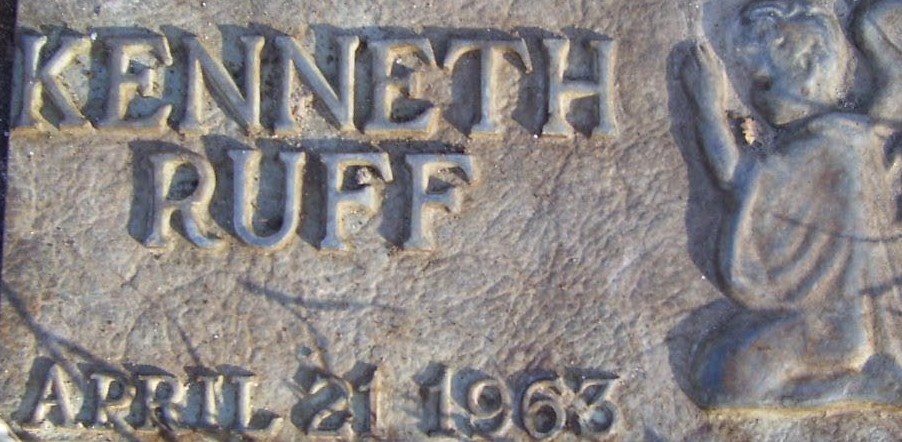 KENNETH
RUFF
APRIL 21 1963